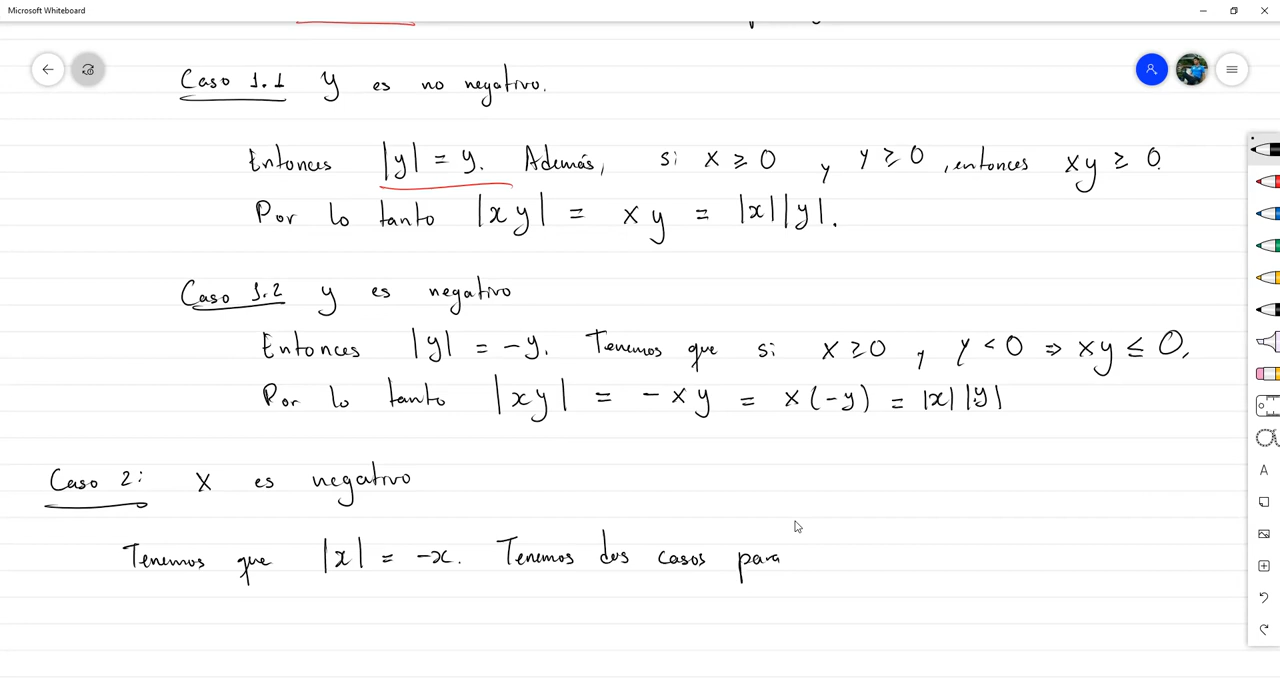 Microsoft Whiteboard
Caso 1.1 y es no negativo.
Entonces |y| = y. Además, si x ≥ 0 y y ≥ 0, entonces xy ≥ 0.
Por lo tanto |xy| = xy = |x||y|.
Caso 1.2 y es negativo
Entonces |y| = -y. Tenemos que si x ≥ 0 y y < 0 ⇒ xy ≤ 0.
Por lo tanto |xy| = -xy = x(-y) = |x||y|
Caso 2: x es negativo
Tenemos que |x| = -x. Tenemos dos casos para